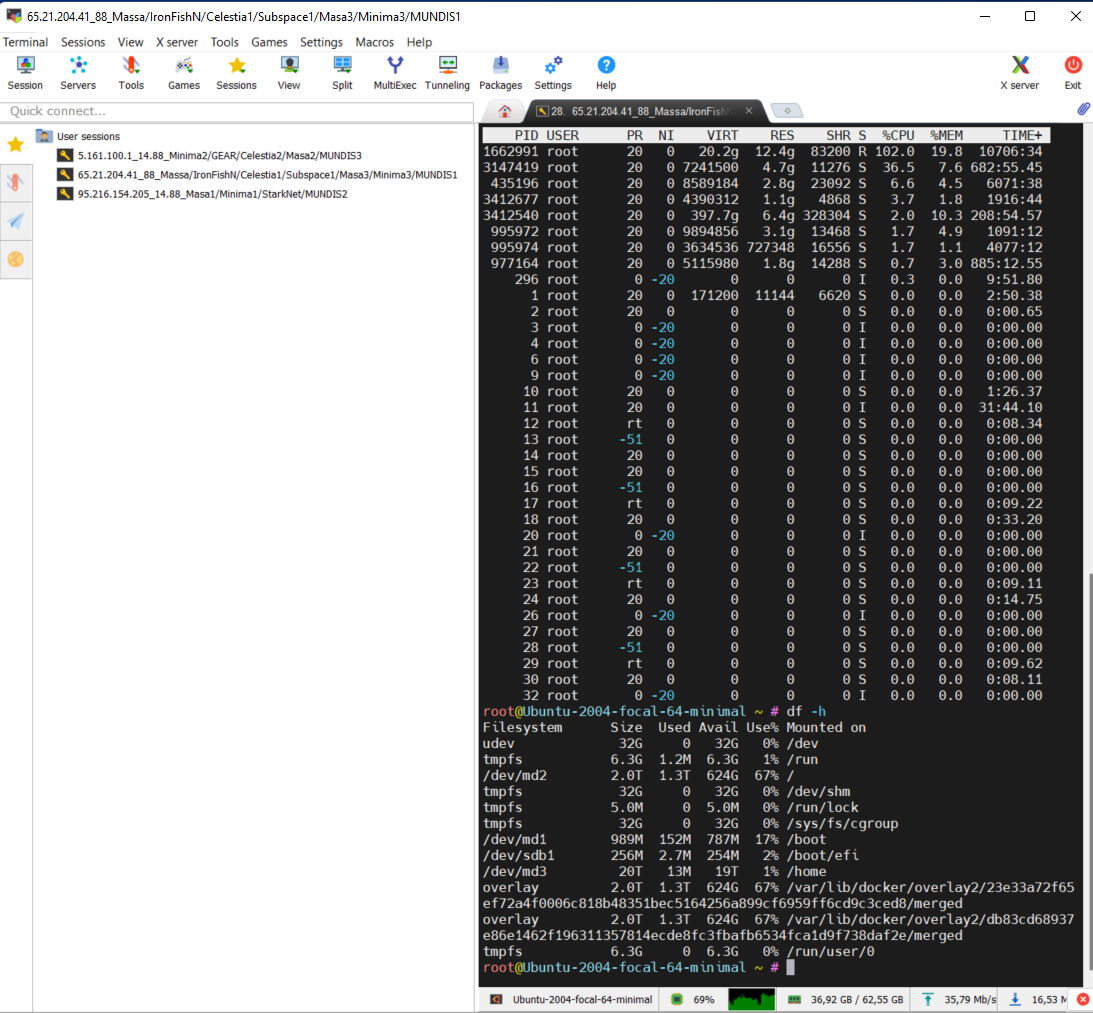 65.21.204.41_88_Massa/IronFishN/Celestia1/Subspace1/Masa3/Minima3/MUNDIS1
Terminal Sessions View X server Tools Games Settings Macros Help
Session Servers Tools Games Sessions View Split MultiExec Tunneling Packages Settings Help X server Exit
Quick connect...
28. 65.21.204.41_88_Massa/IronFishN
User sessions
5.161.100.1_14.88_Minima2/GEAR/Celestia2/Masa2/MUNDIS3
65.21.204.41_88_Massa/IronFishN/Celestia1/Subspace1/Masa3/Minima3/MUNDIS1
95.216.154.205_14.88_Masa1/Minima1/StarkNet/MUNDIS2
PID USER PR NI VIRT RES SHR S %CPU %MEM TIME+
1662991 root 20 0 20.2g 12.4g 83200 R 102.0 19.8 10706:34
3147419 root 20 0 7241500 4.7g 11276 S 36.5 7.6 682:55.45
435196 root 20 0 8589184 2.8g 23092 S 6.6 4.5 6071:38
3412677 root 20 0 4390312 1.1g 4868 S 3.7 1.8 1916:44
3412540 root 20 0 397.7g 6.4g 328304 S 2.0 10.3 208:54.57
995972 root 20 0 9894856 3.1g 13468 S 1.7 4.9 1091:12
995974 root 20 0 3634536 727348 16556 S 1.7 1.1 4077:12
977164 root 20 0 5115980 1.8g 14288 S 0.7 3.0 885:12.55
296 root 0 -20 0 0 0 I 0.3 0.0 9:51.80
1 root 20 0 171200 11144 6620 S 0.0 0.0 2:50.38
2 root 20 0 0 0 0 S 0.0 0.0 0:00.65
3 root 0 -20 0 0 0 I 0.0 0.0 0:00.00
4 root 0 -20 0 0 0 I 0.0 0.0 0:00.00
6 root 0 -20 0 0 0 I 0.0 0.0 0:00.00
9 root 0 -20 0 0 0 I 0.0 0.0 0:00.00
10 root 20 0 0 0 0 S 0.0 0.0 1:26.37
11 root 20 0 0 0 0 I 0.0 0.0 31:44.10
12 root rt 0 0 0 0 S 0.0 0.0 0:08.34
13 root -51 0 0 0 0 S 0.0 0.0 0:00.00
14 root 20 0 0 0 0 S 0.0 0.0 0:00.00
15 root 20 0 0 0 0 S 0.0 0.0 0:00.00
16 root -51 0 0 0 0 S 0.0 0.0 0:00.00
17 root rt 0 0 0 0 S 0.0 0.0 0:09.22
18 root 20 0 0 0 0 S 0.0 0.0 0:33.20
20 root 0 -20 0 0 0 I 0.0 0.0 0:00.00
21 root 20 0 0 0 0 S 0.0 0.0 0:00.00
22 root -51 0 0 0 0 S 0.0 0.0 0:00.00
23 root rt 0 0 0 0 S 0.0 0.0 0:09.11
24 root 20 0 0 0 0 S 0.0 0.0 0:14.75
26 root 0 -20 0 0 0 I 0.0 0.0 0:00.00
27 root 20 0 0 0 0 S 0.0 0.0 0:00.00
28 root -51 0 0 0 0 S 0.0 0.0 0:00.00
29 root rt 0 0 0 0 S 0.0 0.0 0:09.62
30 root 20 0 0 0 0 S 0.0 0.0 0:08.11
32 root 0 -20 0 0 0 I 0.0 0.0 0:00.00
root@Ubuntu-2004-focal-64-minimal ~ # df -h
Filesystem Size Used Avail Use% Mounted on
udev 32G 0 32G 0% /dev
tmpfs 6.3G 1.2M 6.3G 1% /run
/dev/md2 2.0T 1.3T 624G 67% /
tmpfs 32G 0 32G 0% /dev/shm
tmpfs 5.0M 0 5.0M 0% /run/lock
tmpfs 32G 0 32G 0% /sys/fs/cgroup
/dev/md1 989M 152M 787M 17% /boot
/dev/sdb1 256M 2.7M 254M 2% /boot/efi
/dev/md3 20T 13M 19T 1% /home
overlay 2.0T 1.3T 624G 67% /var/lib/docker/overlay2/23e33a72f65
ef72a4f0006c818b48351bec5164256a899cf6959ff6cd9c3ced8/merged
overlay 2.0T 1.3T 624G 67% /var/lib/docker/overlay2/db83cd68937
e86e1462f196311357814ecde8fc3fbafb6534fca1d9f738daf2e/merged
tmpfs 6.3G 0 6.3G 0% /run/user/0
root@Ubuntu-2004-focal-64-minimal ~ #
Ubuntu-2004-focal-64-minimal 69% 36,92 GB / 62,55 GB 35,79 Mb/s 16,53 M